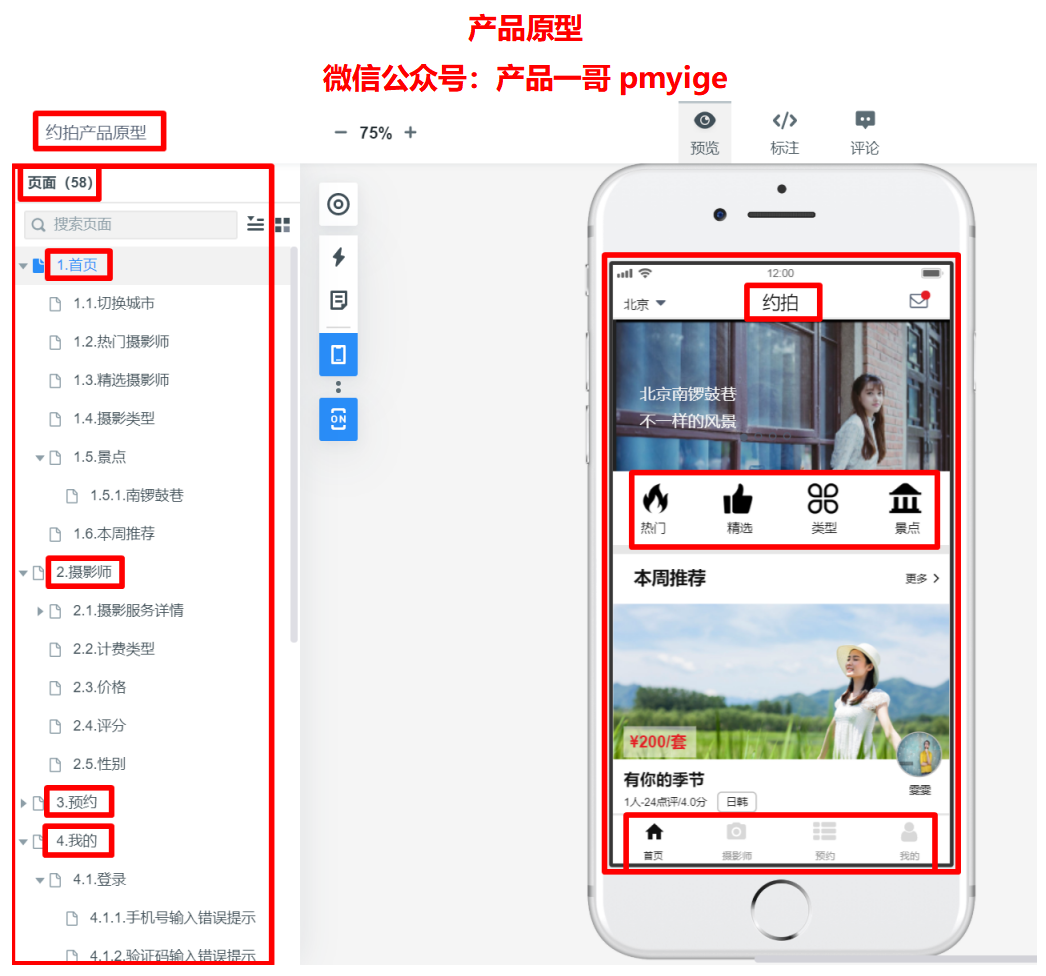 产品原型
微信公众号：产品一哥 pmyige
约拍产品原型
75%
预览
标注
评论
页面（58）
搜索页面
1.首页
1.1.切换城市
1.2.热门摄影师
1.3.精选摄影师
1.4.摄影类型
1.5.景点
1.5.1.南锣鼓巷
1.6.本周推荐
2.摄影师
2.1.摄影服务详情
2.2.计费类型
2.3.价格
2.4.评分
2.5.性别
3.预约
4.我的
4.1.登录
4.1.1.手机号输入错误提示
4.1.2.验证码输入错误提示
ON
12:00
北京
约拍
北京南锣鼓巷
不一样的风景
热门
精选
类型
景点
本周推荐
更多
¥200/套
有你的季节
雯雯
1人-24点评/4.0分
日韩
首页
摄影师
预约
我的